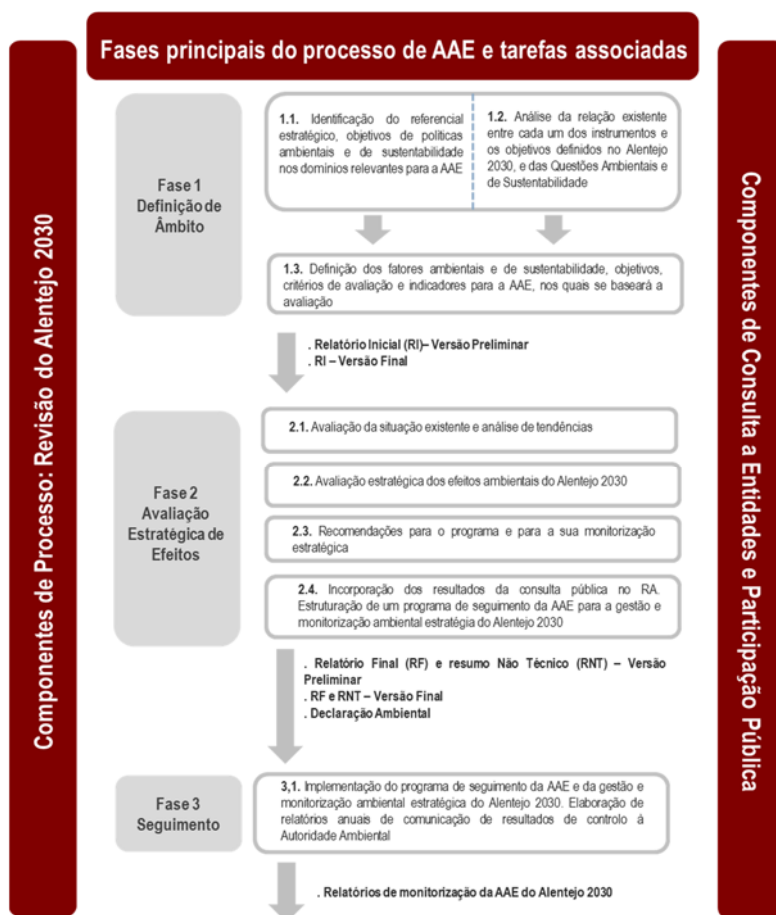 Fases principais do processo de AAE e tarefas associadas
Componentes de Processo: Revisão do Alentejo 2030
Fase 1
Definição de
Âmbito
1.1. Identificação do referencial
estratégico, objetivos de políticas
ambientais e de sustentabilidade
nos domínios relevantes para a AAE
1.2. Análise da relação existente
entre cada um dos instrumentos e
os objetivos definidos no Alentejo
2030, e das Questões Ambientais e
de Sustentabilidade
1.3. Definição dos fatores ambientais e de sustentabilidade, objetivos,
critérios de avaliação e indicadores para a AAE, nos quais se baseará a
avaliação
. Relatório Inicial (RI)– Versão Preliminar
. RI – Versão Final
Fase 2
Avaliação
Estratégica de
Efeitos
2.1. Avaliação da situação existente e análise de tendências
2.2. Avaliação estratégica dos efeitos ambientais do Alentejo 2030
2.3. Recomendações para o programa e para a sua monitorização
estratégica
2.4. Incorporação dos resultados da consulta pública no RA.
Estruturação de um programa de seguimento da AAE para a gestão e
monitorização ambiental estratégia do Alentejo 2030
. Relatório Final (RF) e resumo Não Técnico (RNT) – Versão
Preliminar
. RF e RNT – Versão Final
. Declaração Ambiental
Fase 3
Seguimento
3,1. Implementação do programa de seguimento da AAE e da gestão e
monitorização ambiental estratégica do Alentejo 2030. Elaboração de
relatórios anuais de comunicação de resultados de controlo à
Autoridade Ambiental
. Relatórios de monitorização da AAE do Alentejo 2030
Componentes de Consulta a Entidades e Participação Pública